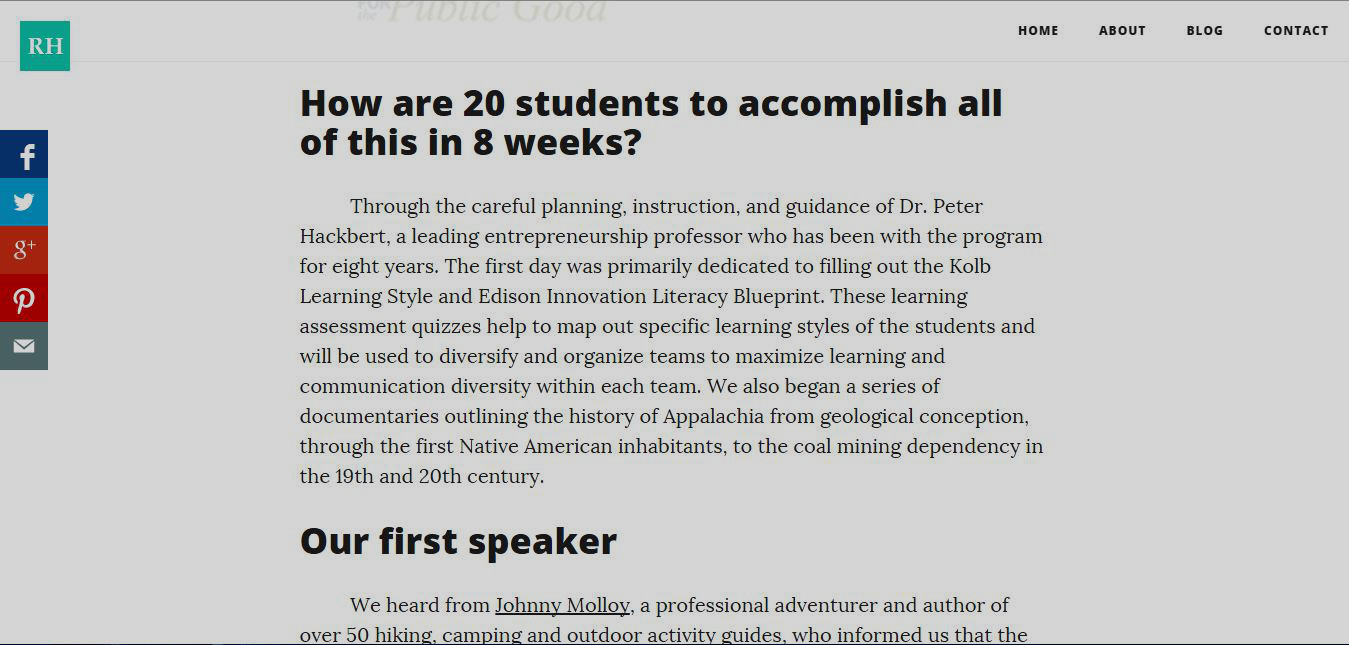 FOR
the Public Good
RH
HOME ABOUT BLOG CONTACT
How are 20 students to accomplish all
of this in 8 weeks?
Through the careful planning, instruction, and guidance of Dr. Peter
Hackbert, a leading entrepreneurship professor who has been with the program
for eight years. The first day was primarily dedicated to filling out the Kolb
Learning Style and Edison Innovation Literacy Blueprint. These learning
assessment quizzes help to map out specific learning styles of the students and
will be used to diversify and organize teams to maximize learning and
communication diversity within each team. We also began a series of
documentaries outlining the history of Appalachia from geological conception,
through the first Native American inhabitants, to the coal mining dependency in
the 19th and 20th century.
Our first speaker
We heard from Johnny Molloy, a professional adventurer and author of
over 50 hiking, camping and outdoor activity guides, who informed us that the